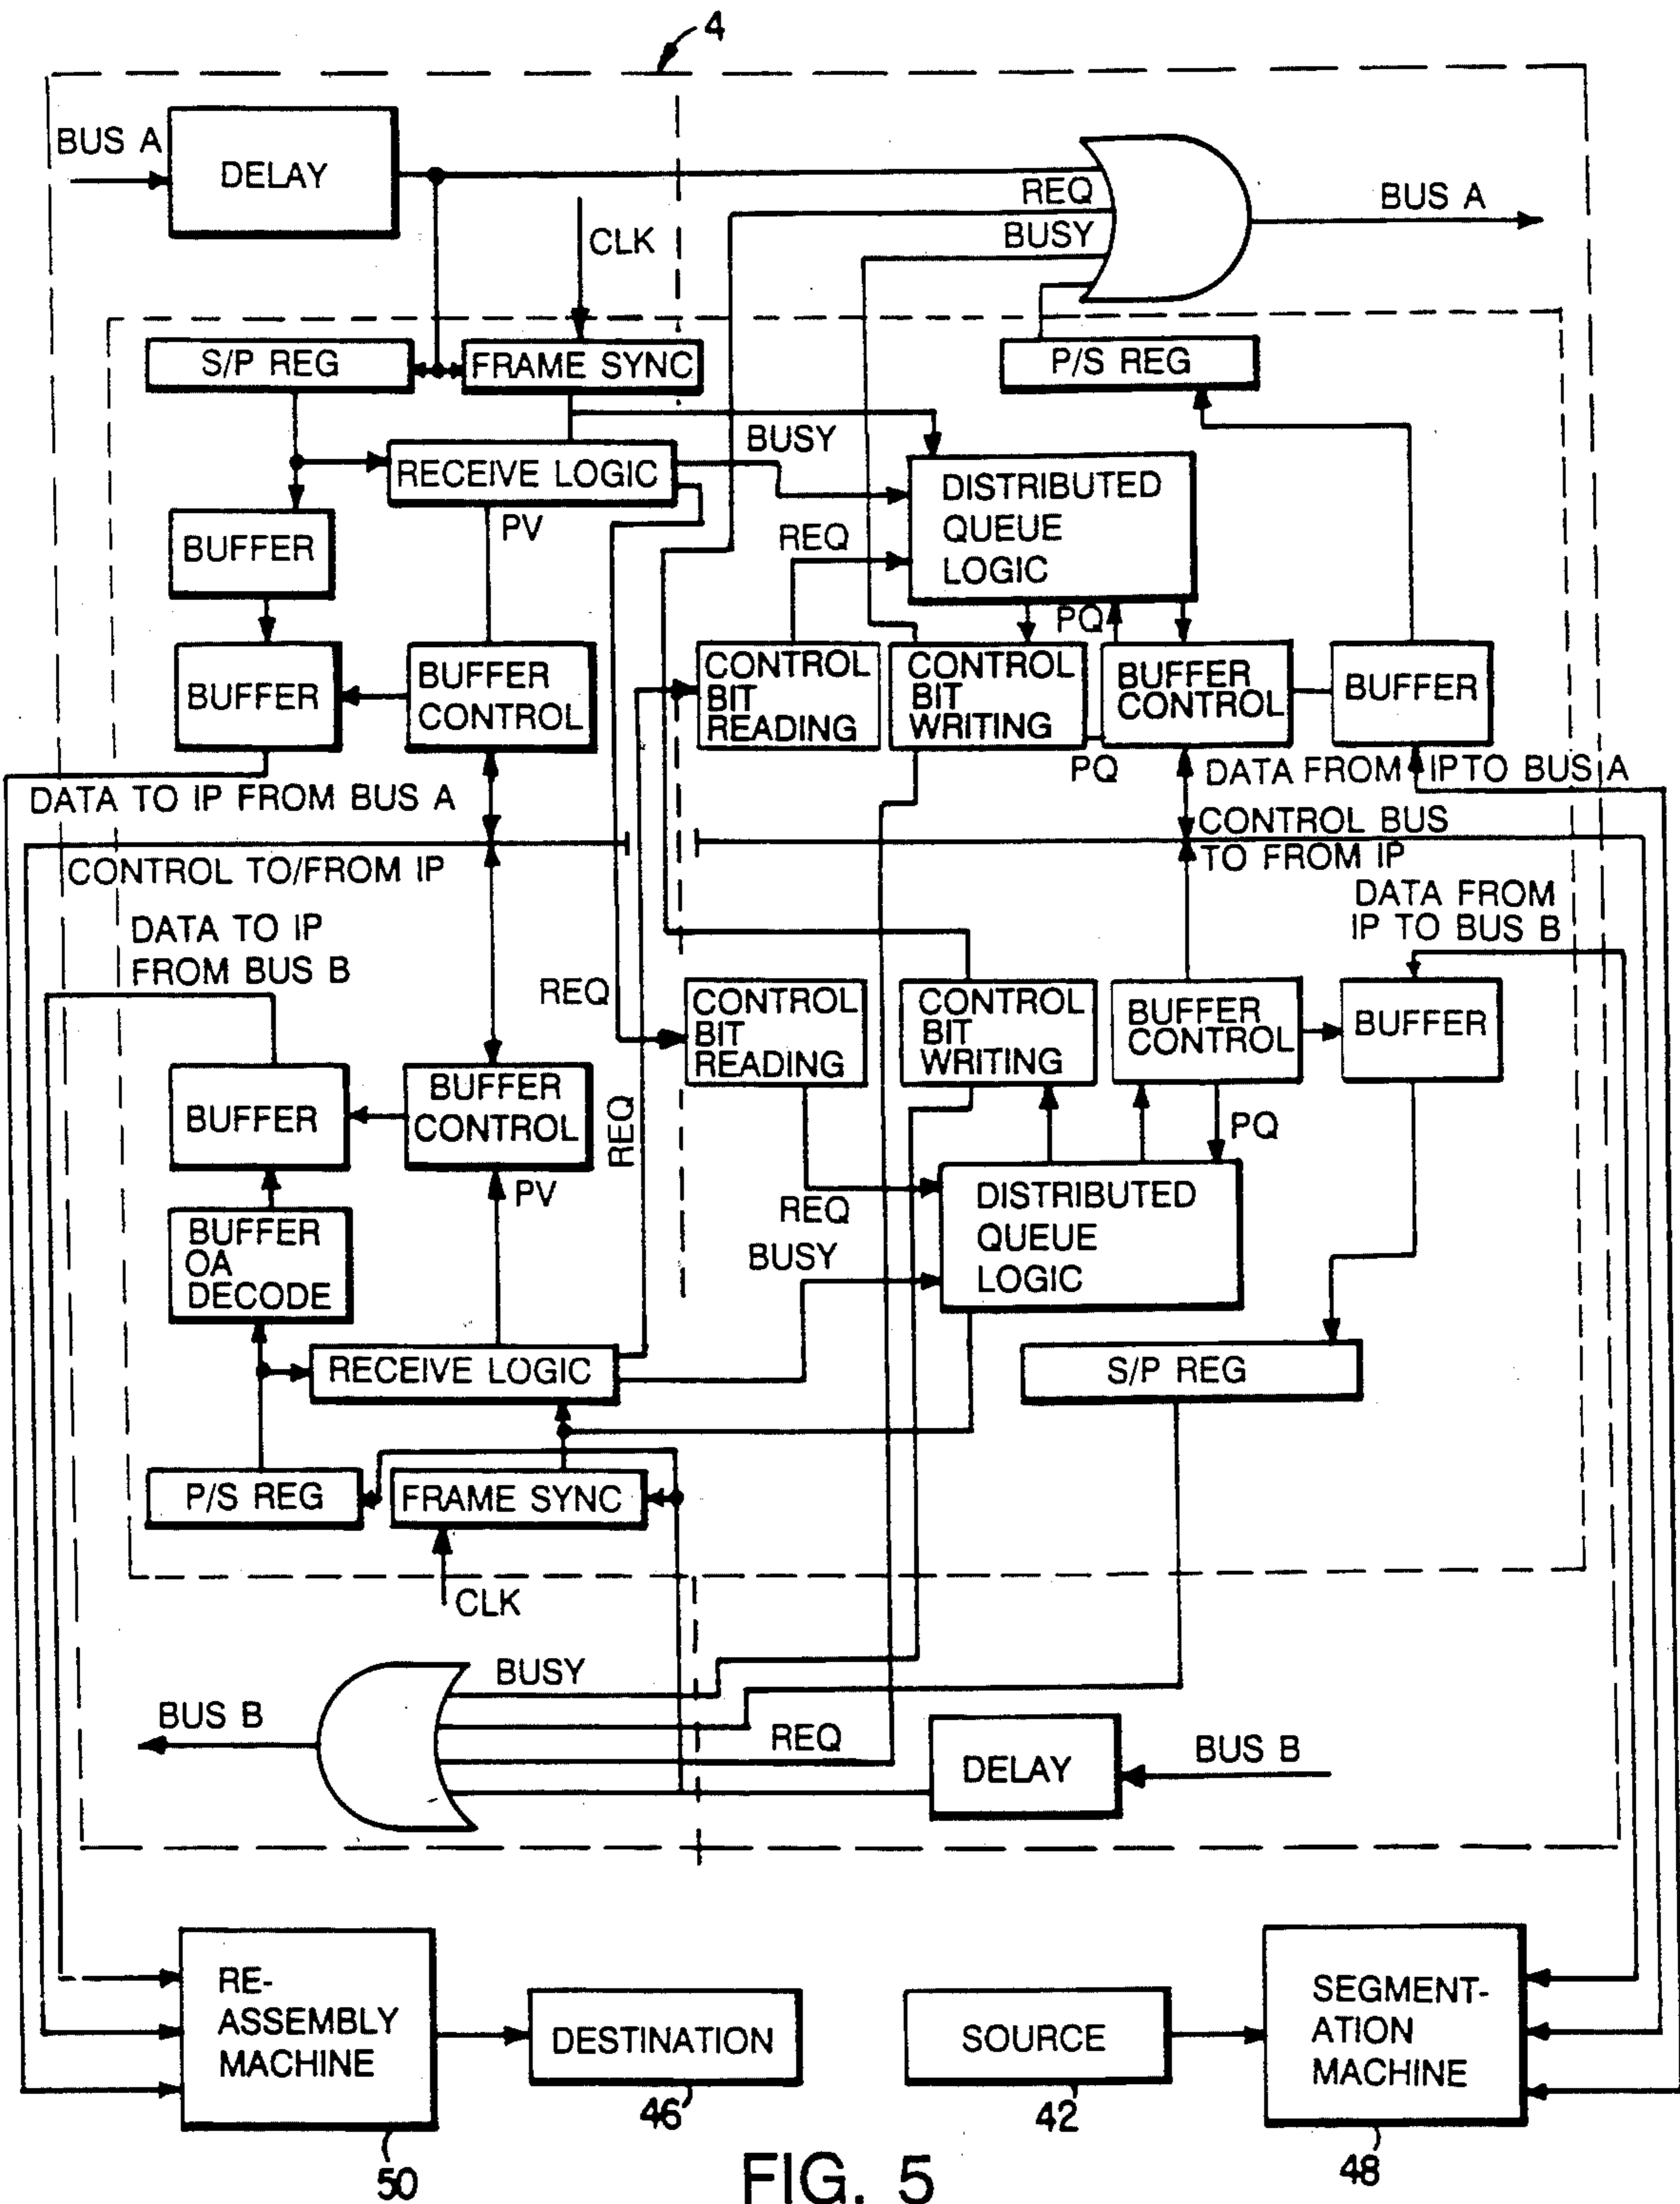 4
BUS A
DELAY
REQ
BUSY
BUS A
CLK
S/P REG
FRAME SYNC
P/S REG
BUSY
RECEIVE LOGIC
PV
DISTRIBUTED
QUEUE
LOGIC
REQ
BUFFER
PQ
BUFFER
BUFFER
CONTROL
CONTROL
BIT
READING
CONTROL
BIT
WRITING
BUFFER
CONTROL
BUFFER
PQ
DATA FROM IP TO BUS A
DATA TO IP FROM BUS A
CONTROL BUS
TO FROM IP
CONTROL TO/FROM IP
DATA FROM
IP TO BUS B
DATA TO IP
FROM BUS B
REQ
CONTROL
BIT
READING
CONTROL
BIT
WRITING
BUFFER
CONTROL
BUFFER
BUFFER
BUFFER
CONTROL
REQ
PQ
PV
BUFFER
OA
DECODE
REQ
BUSY
DISTRIBUTED
QUEUE
LOGIC
RECEIVE LOGIC
S/P REG
P/S REG
FRAME SYNC
CLK
BUSY
BUS B
REQ
DELAY
BUS B
RE-
ASSEMBLY
MACHINE
DESTINATION
SOURCE
SEGMENT-
ATION
MACHINE
46
42
50
48
FIG. 5